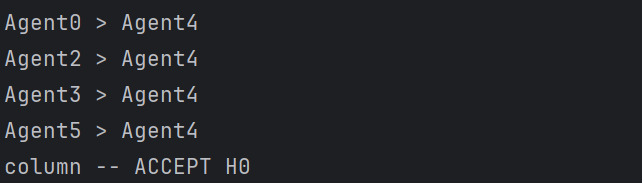 Agent0 > Agent4
Agent2 > Agent4
Agent3 > Agent4
Agent5 > Agent4
column -- ACCEPT H0